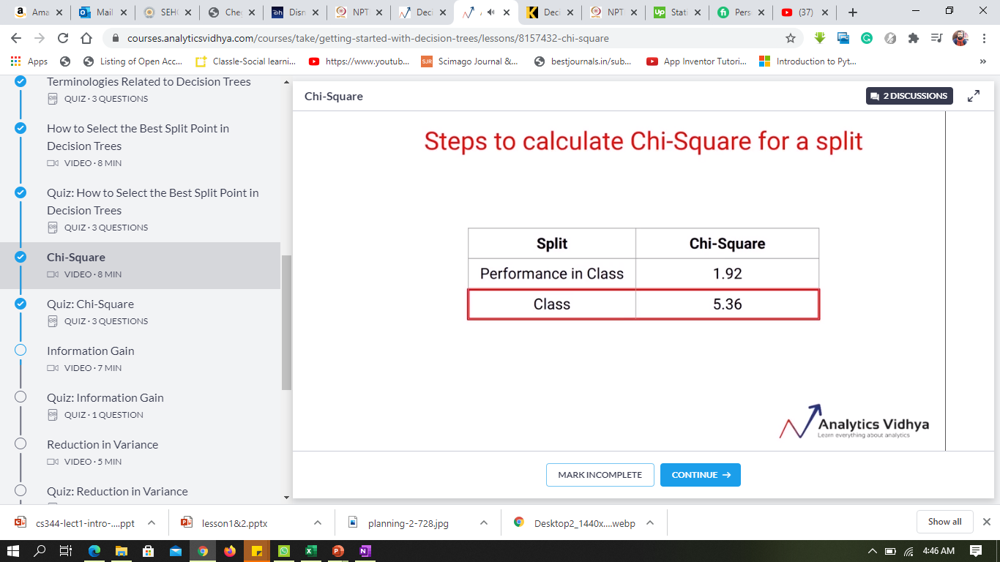 Ama
Mail
SEHC
Cheg
Disn
NPT
Deci
Deci
NPT
Stati
Pers
(37)
courses.analyticsvidhya.com/courses/take/getting-started-with-decision-trees/lessons/8157432-chi-square
Apps
Listing of Open Acc...
Classle-Social learni...
https://www.youtub...
Scimago Journal &...
bestjournals.in/sub...
App Inventor Tutori...
Introduction to Pyt...
»
Terminologies Related to Decision Trees
QUIZ · 3 QUESTIONS
How to Select the Best Split Point in
Decision Trees
VIDEO · 8 MIN
Quiz: How to Select the Best Split Point in
Decision Trees
QUIZ · 3 QUESTIONS
Chi-Square
VIDEO · 8 MIN
Quiz: Chi-Square
QUIZ · 3 QUESTIONS
Information Gain
VIDEO · 7 MIN
Quiz: Information Gain
QUIZ · 1 QUESTION
Reduction in Variance
VIDEO · 5 MIN
Quiz: Reduction in Variance
Chi-Square
2 DISCUSSIONS
Steps to calculate Chi-Square for a split
Split Chi-Square
Performance in Class 1.92
Class 5.36
Analytics Vidhya
Learn everything about analytics
MARK INCOMPLETE
CONTINUE →
cs344-lect1-intro-....ppt
lesson1&2.pptx
planning-2-728.jpg
Desktop2_1440x....webp
Show all
4:46 AM